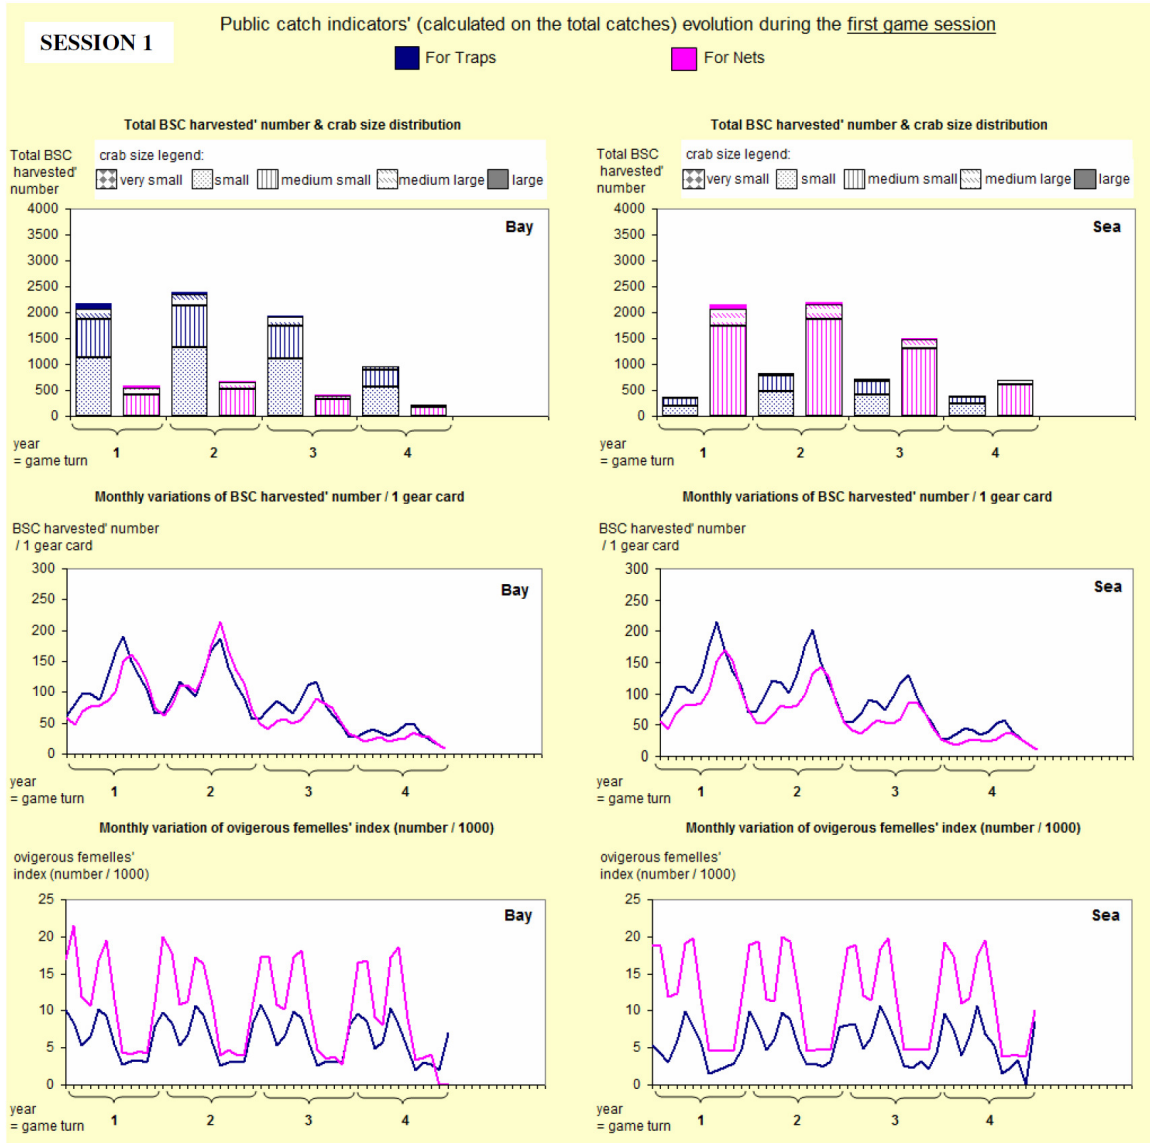 SESSION 1
Public catch indicators' (calculated on the total catches) evolution during the first game session
For Traps
For Nets
Total BSC harvested' number & crab size distribution
Total BSC
harvested'
number
crab size legend:
very small small medium small medium large large
4000
3500
3000
2500
2000
1500
1000
500
0
Bay
year
= game turn
1 2 3 4
Total BSC harvested' number & crab size distribution
Total BSC
harvested'
number
crab size legend:
very small small medium small medium large large
4000
3500
3000
2500
2000
1500
1000
500
0
Sea
year
= game turn
1 2 3 4
Monthly variations of BSC harvested' number / 1 gear card
BSC harvested' number
/ 1 gear card
300
250
200
150
100
50
0
Bay
year
= game turn
1 2 3 4
Monthly variations of BSC harvested' number / 1 gear card
BSC harvested' number
/ 1 gear card
300
250
200
150
100
50
0
Sea
year
= game turn
1 2 3 4
Monthly variation of ovigerous femelles' index (number / 1000)
ovigerous femelles'
index (number / 1000)
25
20
15
10
5
0
Bay
year
= game turn
1 2 3 4
Monthly variation of ovigerous femelles' index (number / 1000)
ovigerous femelles'
index (number / 1000)
25
20
15
10
5
0
Sea
year
= game turn
1 2 3 4